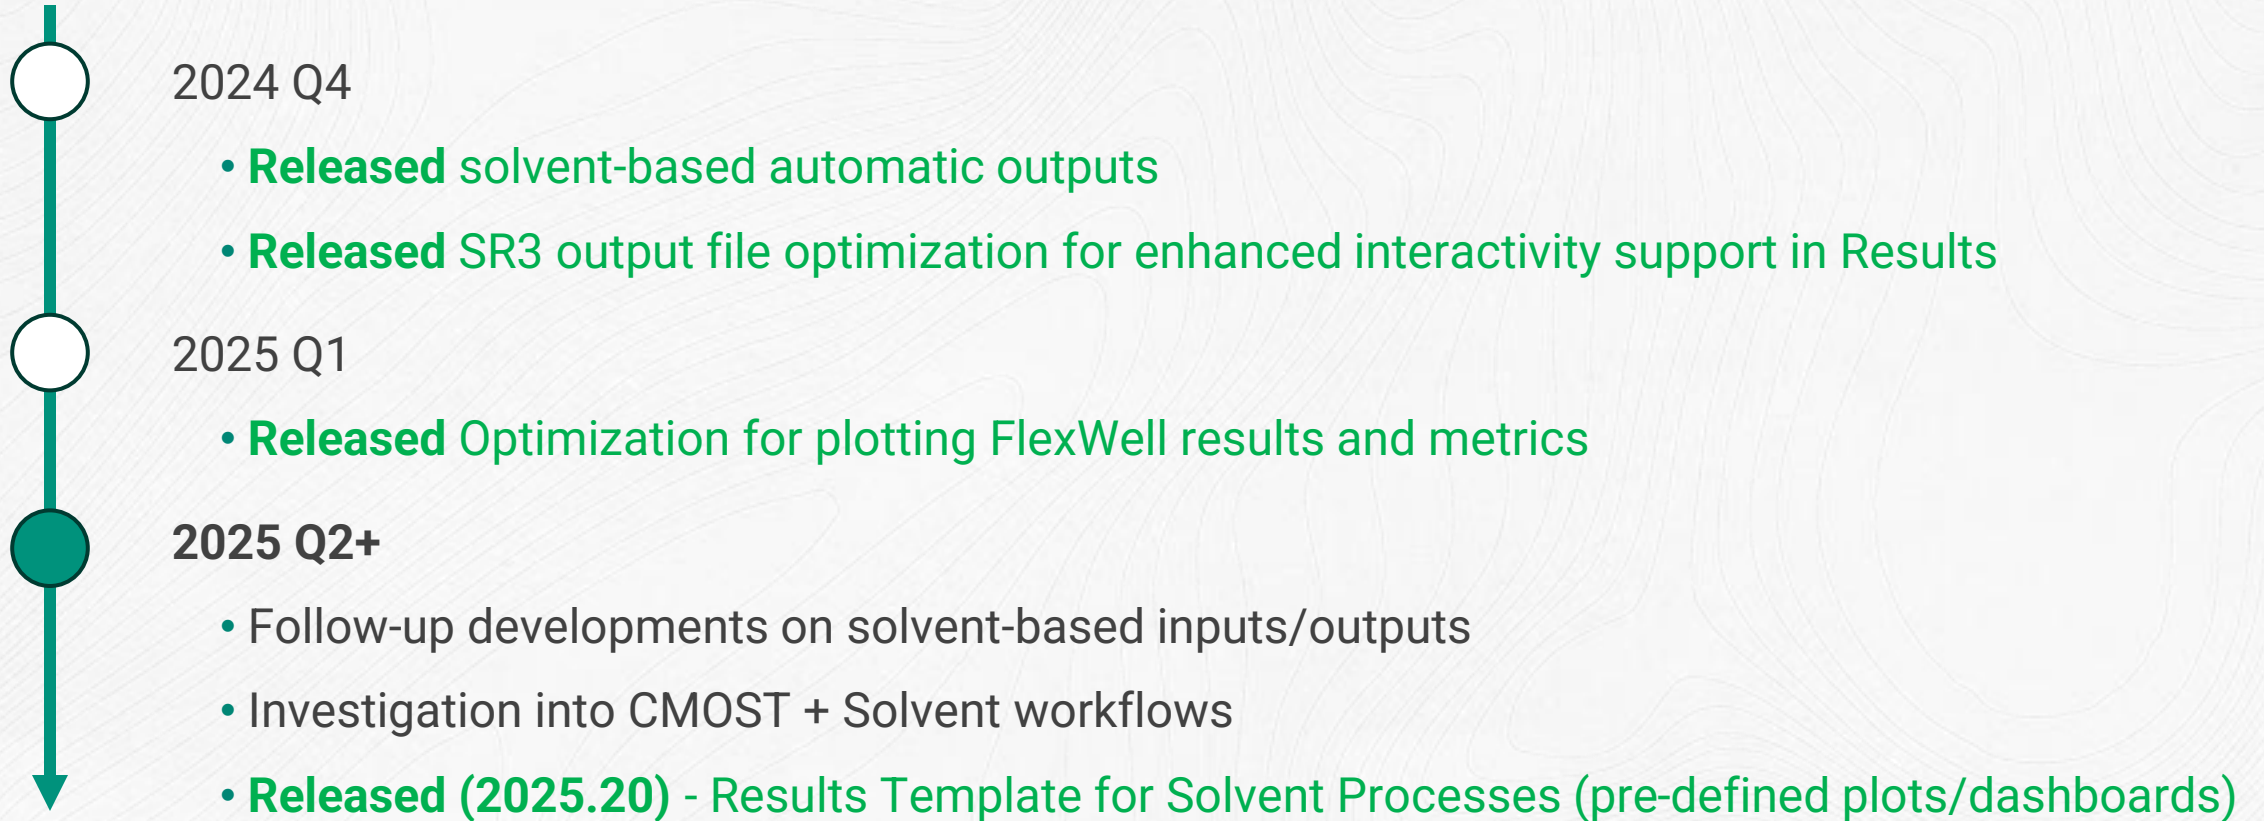 2024 Q4
• Released solvent-based automatic outputs
• Released SR3 output file optimization for enhanced interactivity support in Results
2025 Q1
• Released Optimization for plotting FlexWell results and metrics
2025 Q2+
• Follow-up developments on solvent-based inputs/outputs
• Investigation into CMOST + Solvent workflows
• Released (2025.20) - Results Template for Solvent Processes (pre-defined plots/dashboards)